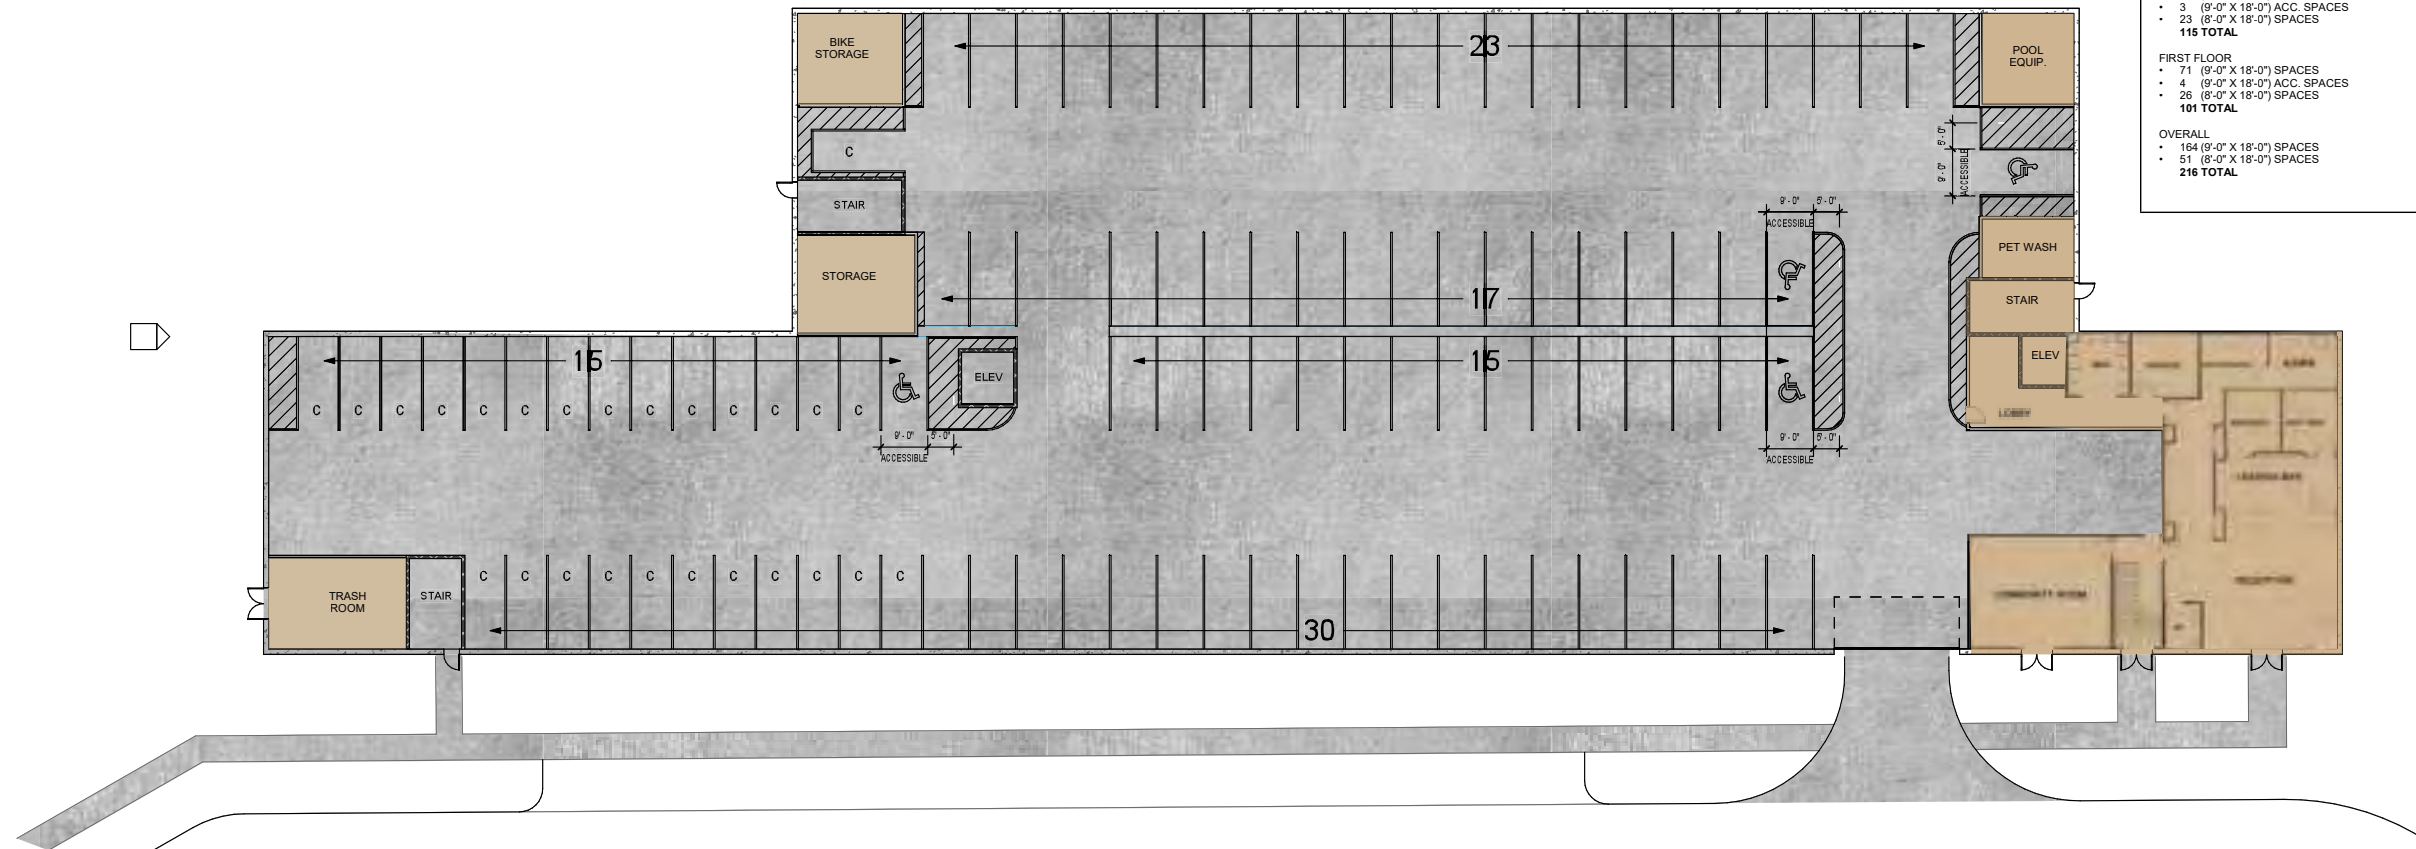 • 3 (9'-0" X 18'-0") ACC. SPACES
• 23 (8'-0" X 18'-0") SPACES
115 TOTAL
FIRST FLOOR
• 71 (9'-0" X 18'-0") SPACES
• 4 (9'-0" X 18'-0") ACC. SPACES
• 26 (8'-0" X 18'-0") SPACES
101 TOTAL
OVERALL
• 164 (9'-0" X 18'-0") SPACES
• 51 (8'-0" X 18'-0") SPACES
216 TOTAL
BIKE
STORAGE
23
POOL
EQUIP.
C
5'-0"
9'-0"
ACCESSIBLE
STAIR
9'-0" 5'-0"
ACCESSIBLE
STORAGE
17
PET WASH
STAIR
15
ELEV
15
ELEV
C C C C C C C C C C C C C C
LOBBY
9'-0" 5'-0"
ACCESSIBLE
9'-0" 5'-0"
ACCESSIBLE
C C C C C C C C C C C
TRASH
ROOM
STAIR
30
COMMUNITY ROOM
RECEPTION